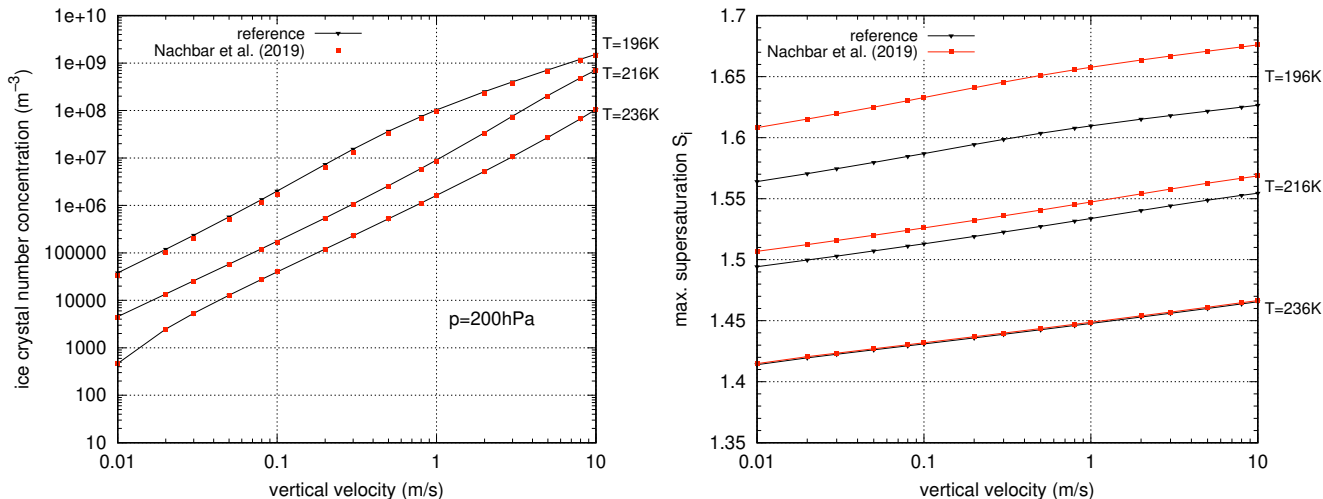 reference
Nachbar et al. (2019)
T=196K
T=216K
T=236K
p=200hPa
1e+10
1e+09
1e+08
1e+07
1e+06
100000
10000
1000
100
10
0.01
0.1
1
10
ice crystal number concentration (m⁻³)
vertical velocity (m/s)
reference
Nachbar et al. (2019)
T=196K
T=216K
T=236K
1.7
1.65
1.6
1.55
1.5
1.45
1.4
1.35
0.01
0.1
1
10
max. supersaturation Sᵢ
vertical velocity (m/s)